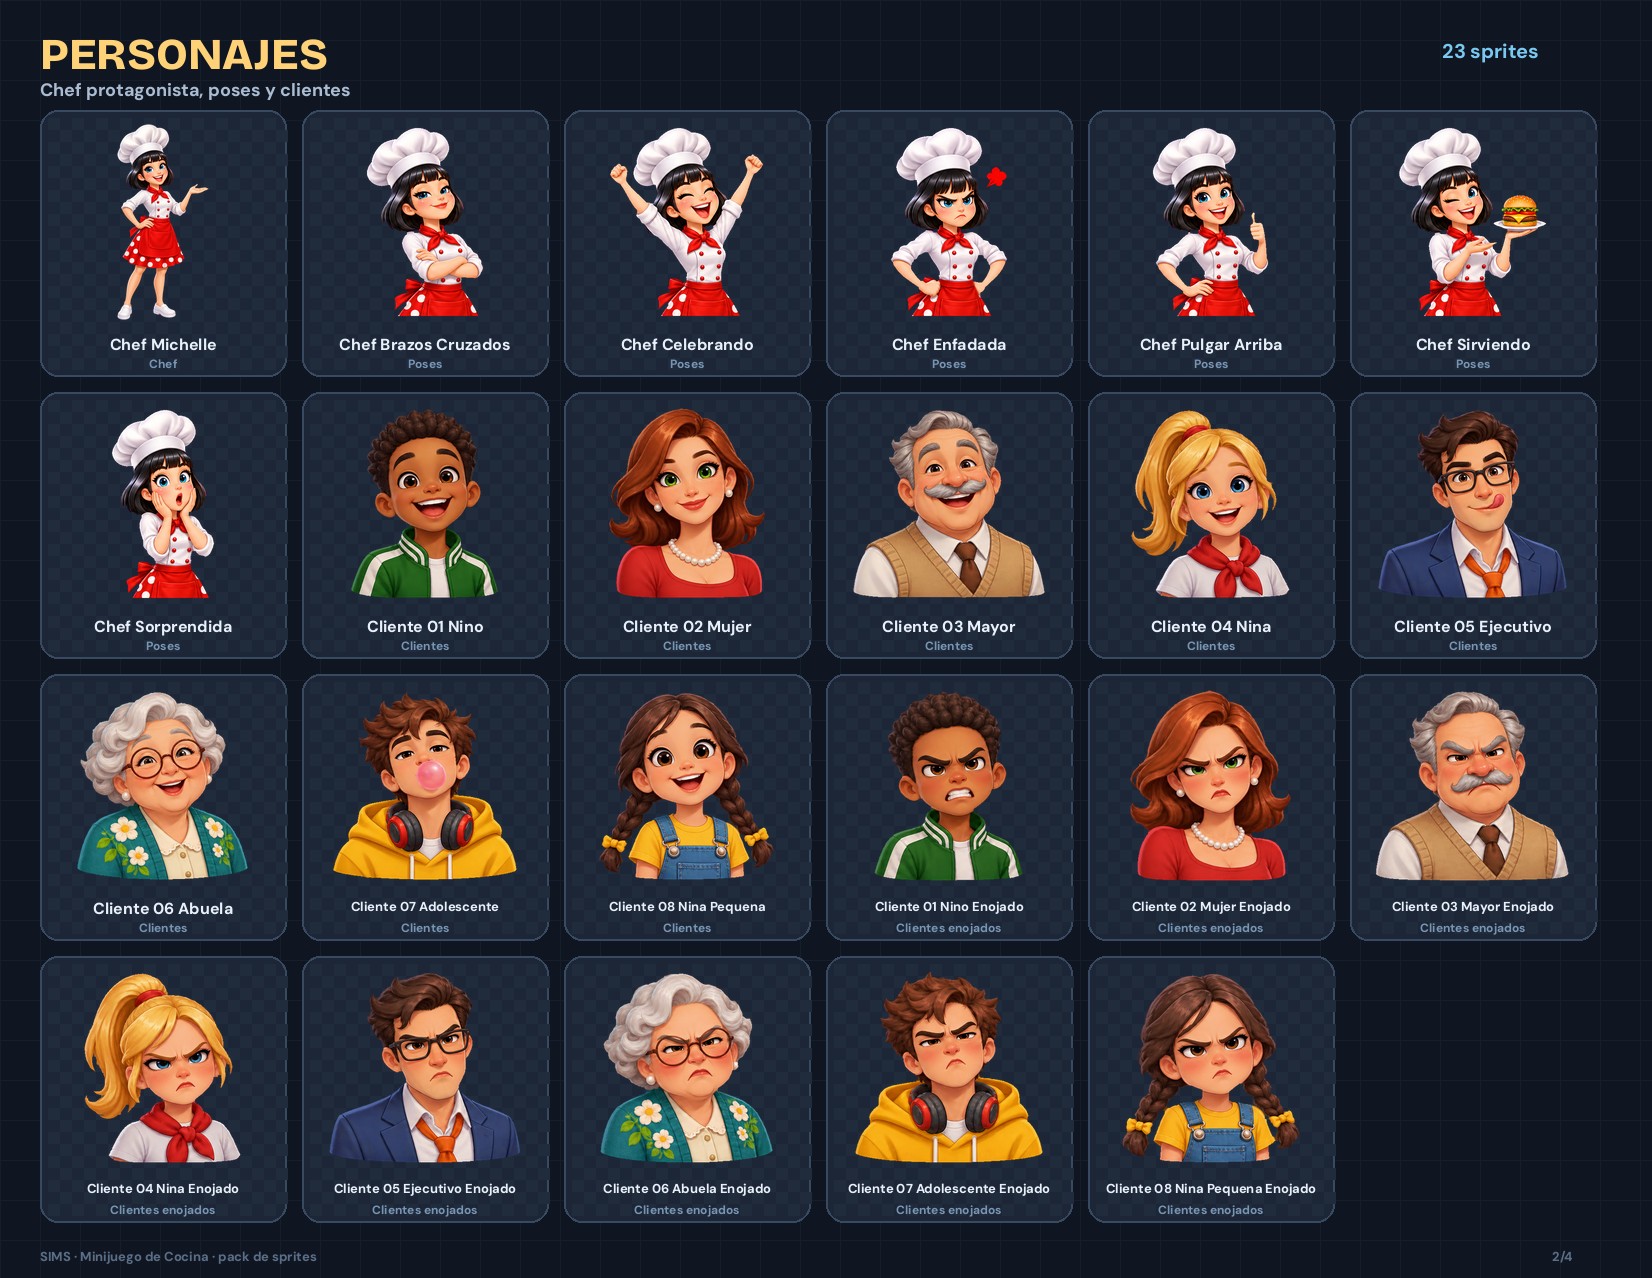 PERSONAJES
23 sprites
Chef protagonista, poses y clientes
Chef Michelle
Chef
Chef Brazos Cruzados
Poses
Chef Celebrando
Poses
Chef Enfadada
Poses
Chef Pulgar Arriba
Poses
Chef Sirviendo
Poses
Chef Sorprendida
Poses
Cliente 01 Nino
Clientes
Cliente 02 Mujer
Clientes
Cliente 03 Mayor
Clientes
Cliente 04 Nina
Clientes
Cliente 05 Ejecutivo
Clientes
Cliente 06 Abuela
Clientes
Cliente 07 Adolescente
Clientes
Cliente 08 Nina Pequena
Clientes
Cliente 01 Nino Enojado
Clientes enojados
Cliente 02 Mujer Enojado
Clientes enojados
Cliente 03 Mayor Enojado
Clientes enojados
Cliente 04 Nina Enojado
Clientes enojados
Cliente 05 Ejecutivo Enojado
Clientes enojados
Cliente 06 Abuela Enojado
Clientes enojados
Cliente 07 Adolescente Enojado
Clientes enojados
Cliente 08 Nina Pequena Enojado
Clientes enojados
SIMS · Minijuego de Cocina · pack de sprites
2/4